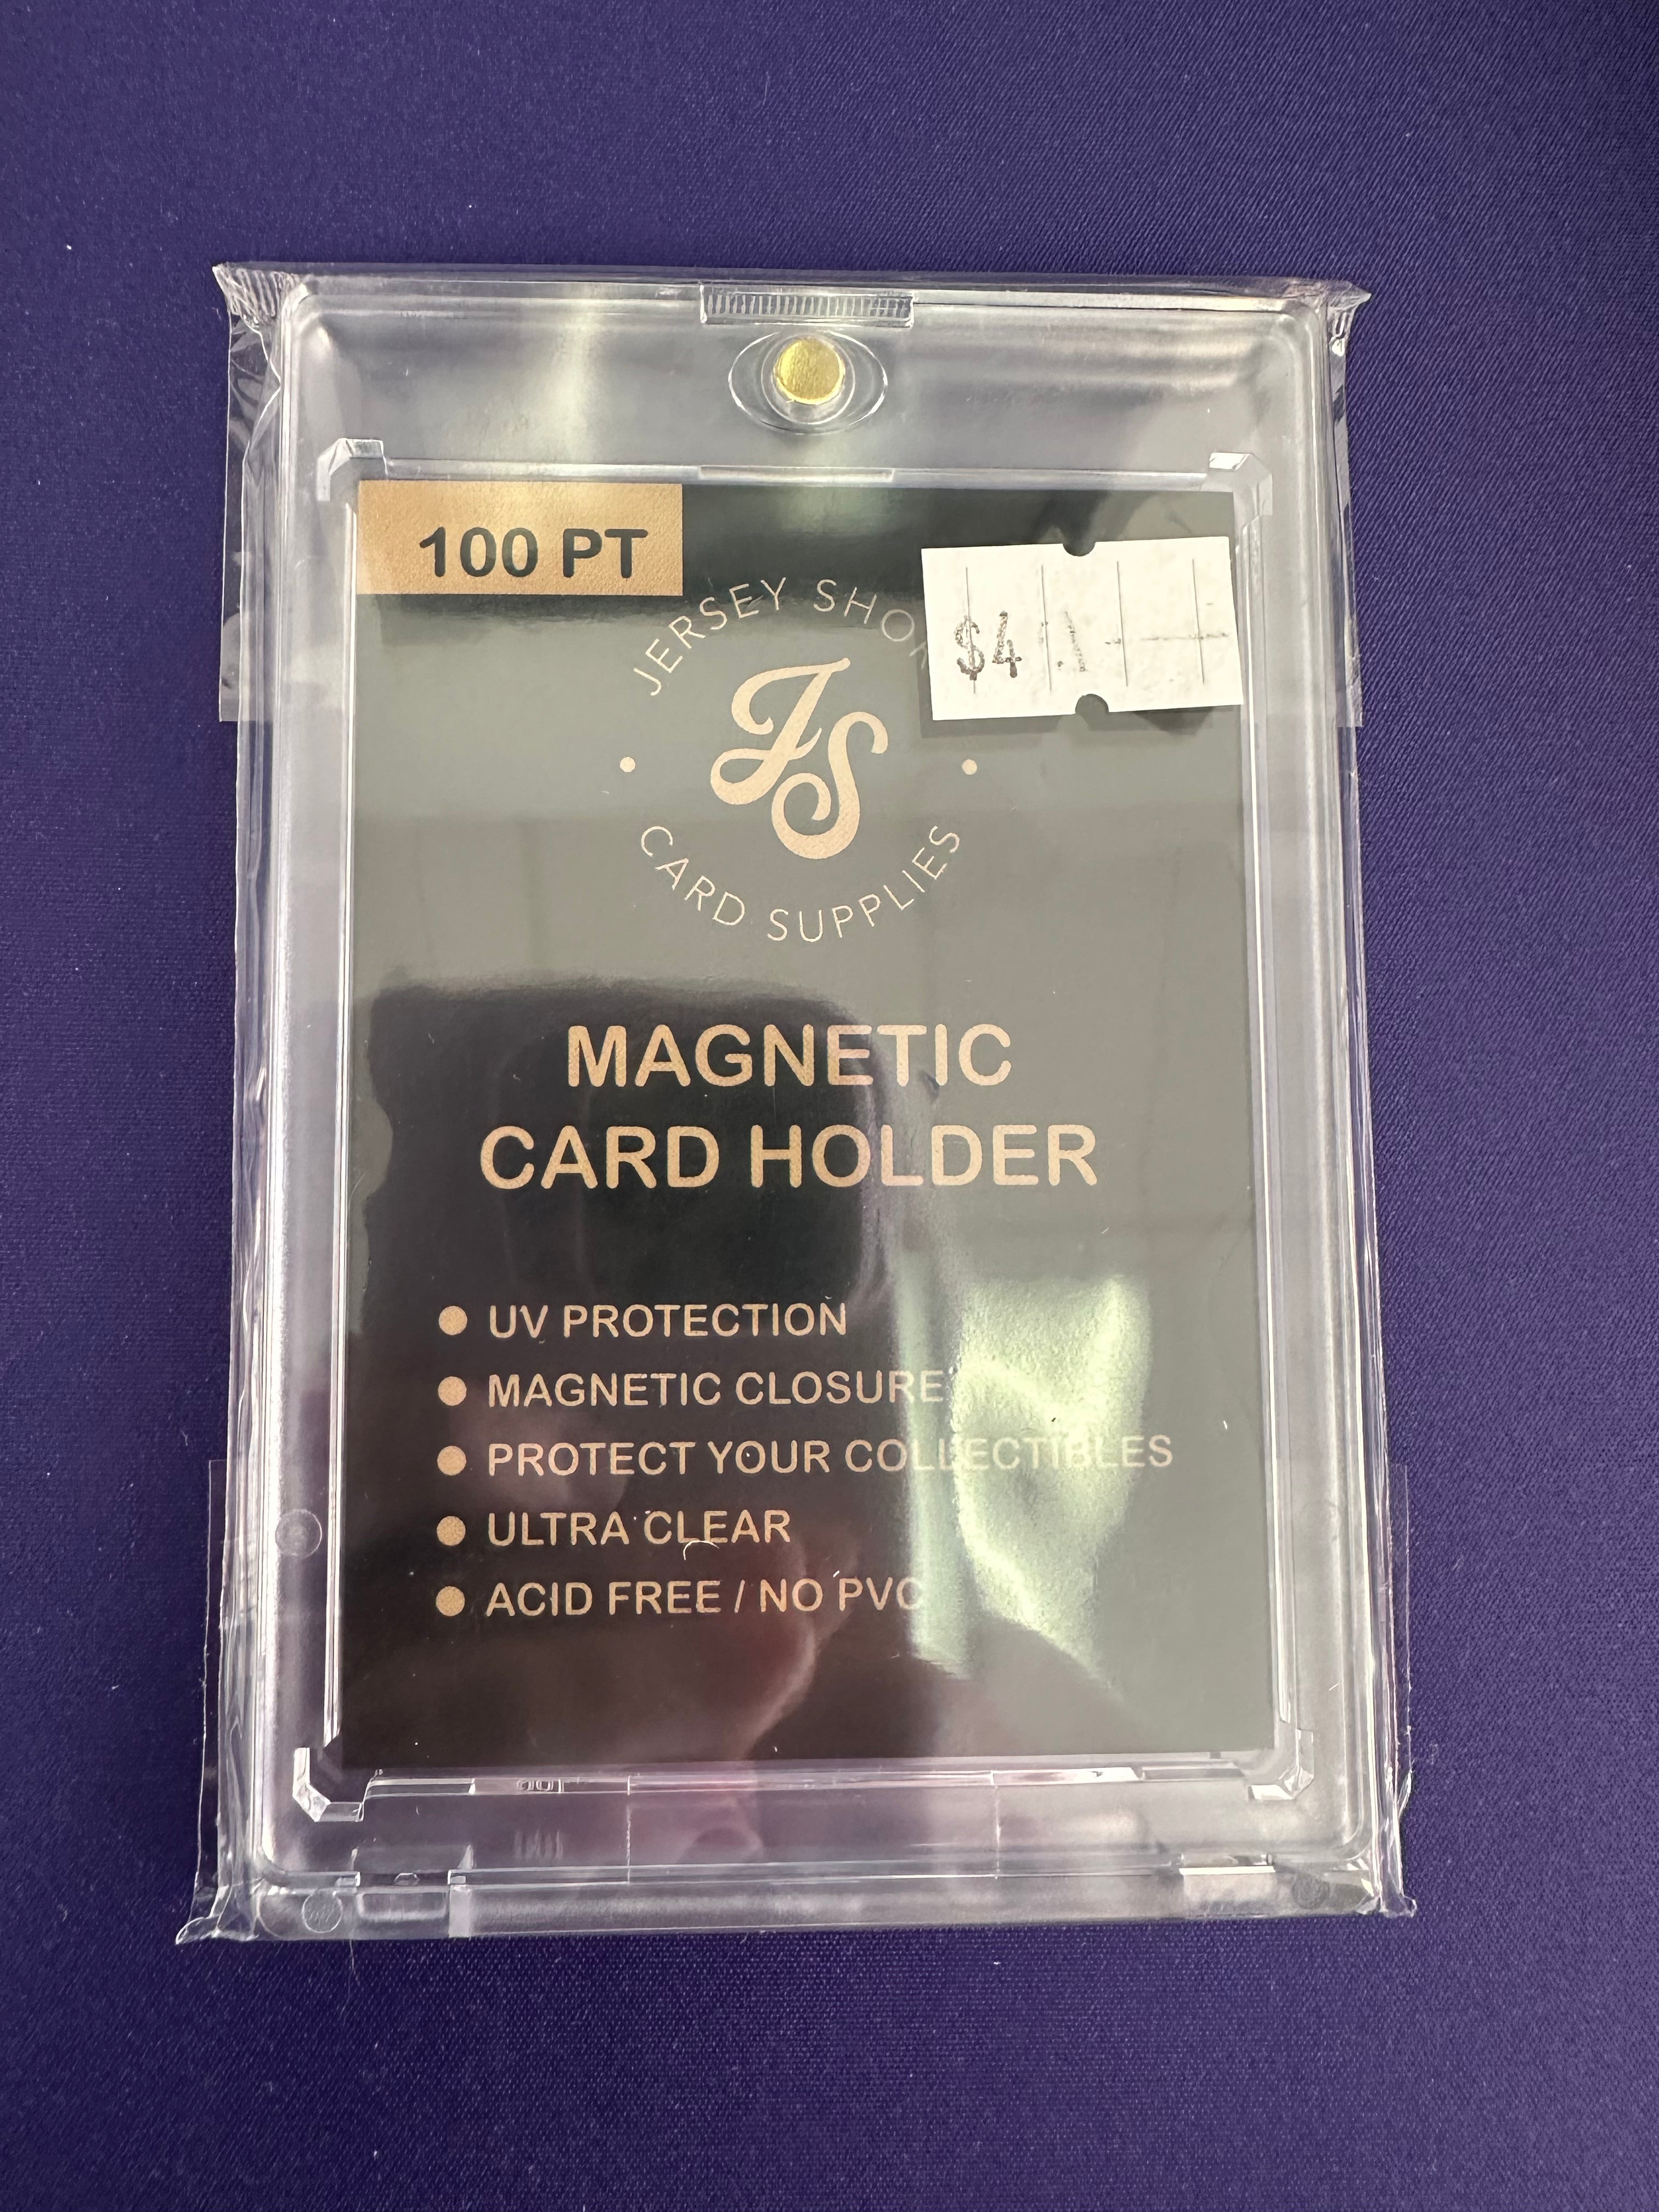 100 PT
$4
JERSEY SHOR
JS
CARD SUPPLIES
MAGNETIC
CARD HOLDER
UV PROTECTION
MAGNETIC CLOSURE
PROTECT YOUR COLLECTIBLES
ULTRA CLEAR
ACID FREE / NO PVC